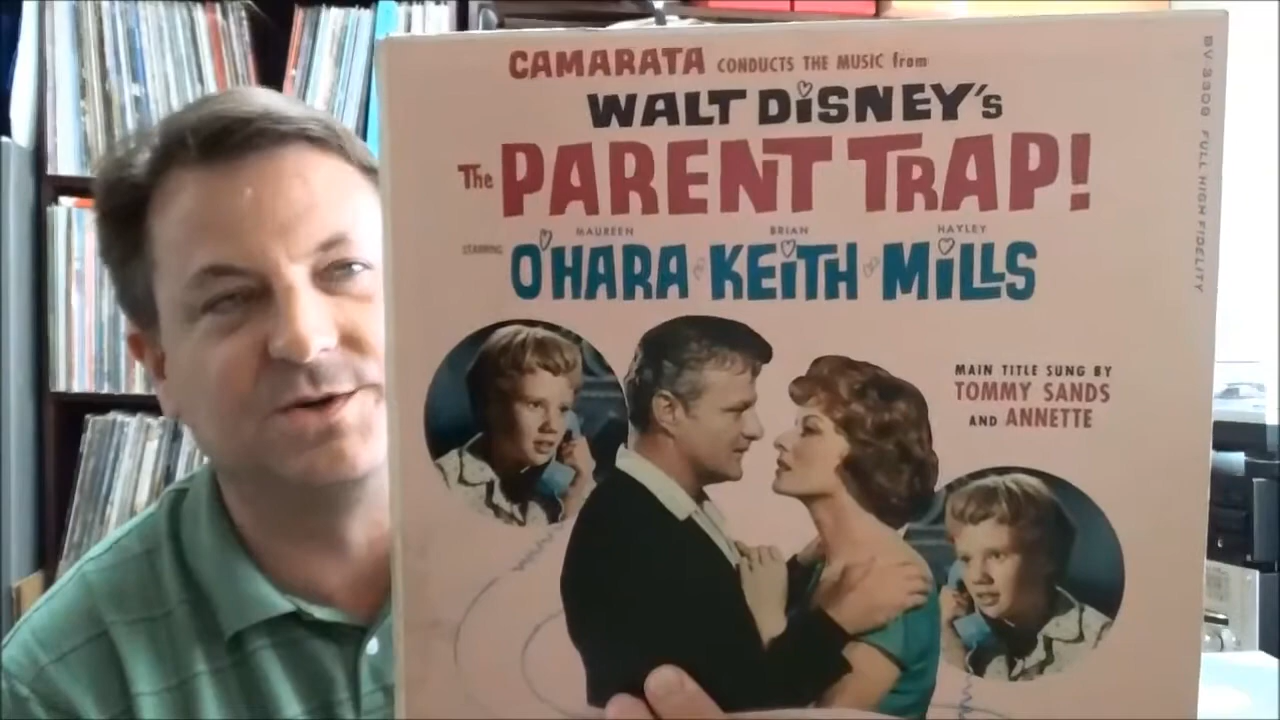 CAMARATA CONDUCTS THE MUSIC from
WALT DiSNEY'S
The PARENT TRAP!
STARRING
MAUREEN BRIAN HAYLEY
O'HARA KEiTH MiLLS
MAIN TITLE SUNG BY
TOMMY SANDS
AND ANNETTE
BV 3309 FULL HIGH FIDELITY